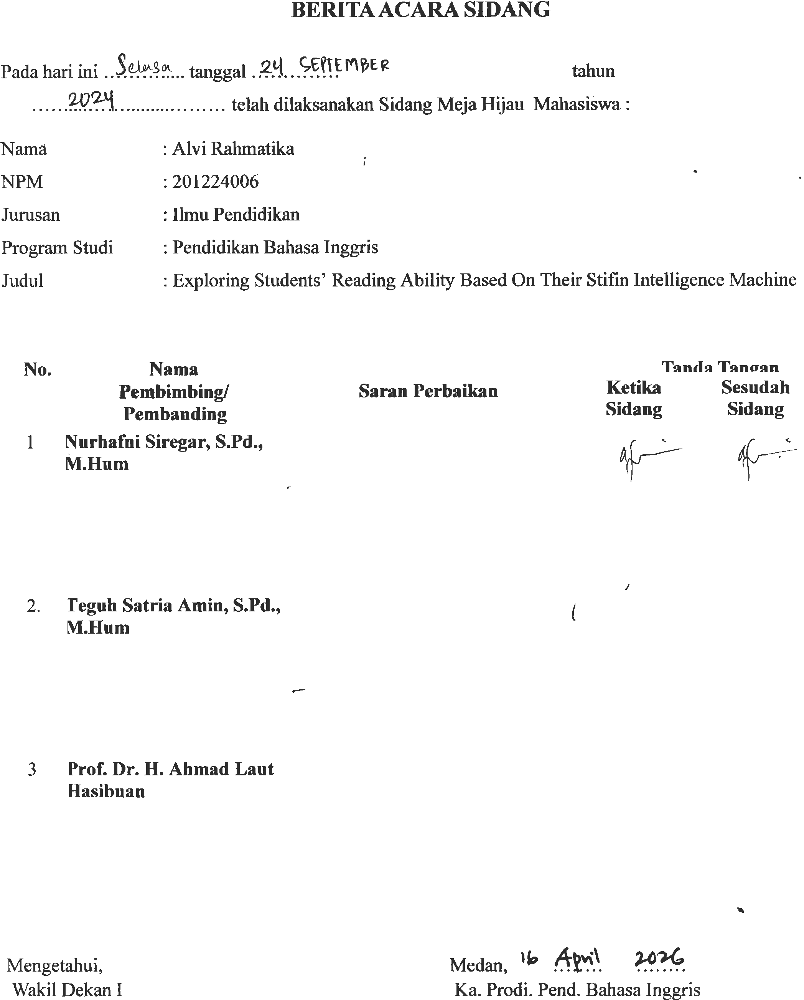 BERITA ACARA SIDANG
Pada hari ini ..Selasa.. tanggal .24 SEPTEMBER tahun
......2024.................. telah dilaksanakan Sidang Meja Hijau Mahasiswa :
Nama : Alvi Rahmatika
NPM : 201224006
Jurusan : Ilmu Pendidikan
Program Studi : Pendidikan Bahasa Inggris
Judul : Exploring Students' Reading Ability Based On Their Stifin Intelligence Machine
No. Nama Pembimbing/ Pembanding Saran Perbaikan Tanda Tangan
Ketika Sidang Sesudah Sidang
1 Nurhafni Siregar, S.Pd.,
M.Hum
2. Teguh Satria Amin, S.Pd.,
M.Hum
3 Prof. Dr. H. Ahmad Laut
Hasibuan
Mengetahui, Medan, 16 April 2026
Wakil Dekan I Ka. Prodi. Pend. Bahasa Inggris